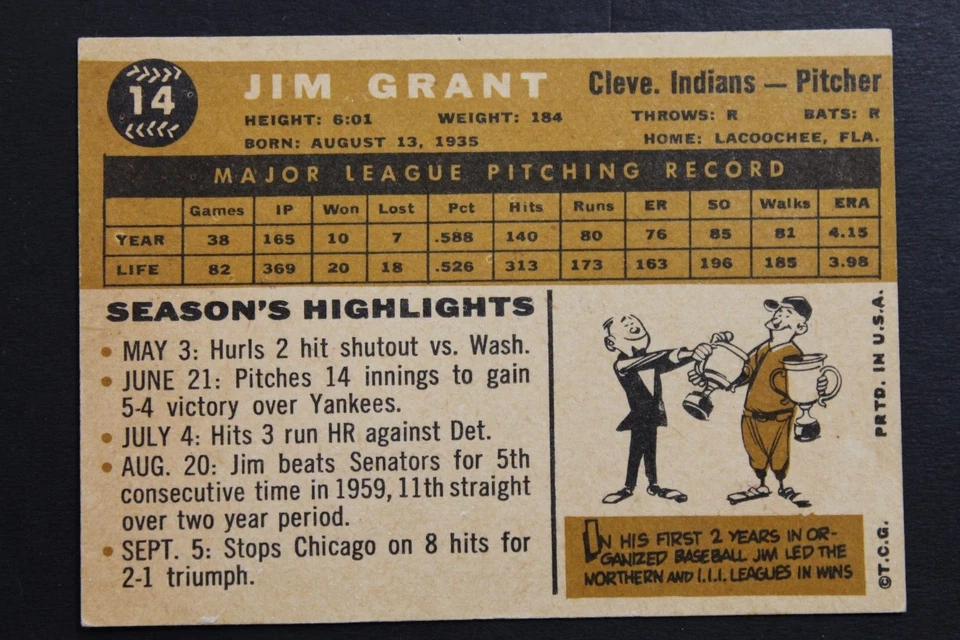 14
JIM GRANT
Cleve. Indians — Pitcher
HEIGHT: 6:01 WEIGHT: 184 THROWS: R BATS: R
BORN: AUGUST 13, 1935 HOME: LACOOCHEE, FLA.
MAJOR LEAGUE PITCHING RECORD
Games IP Won Lost Pct Hits Runs ER SO Walks ERA
YEAR 38 165 10 7 .588 140 80 76 85 81 4.15
LIFE 82 369 20 18 .526 313 173 163 196 185 3.98
SEASON'S HIGHLIGHTS
• MAY 3: Hurls 2 hit shutout vs. Wash.
• JUNE 21: Pitches 14 innings to gain
5-4 victory over Yankees.
• JULY 4: Hits 3 run HR against Det.
• AUG. 20: Jim beats Senators for 5th
consecutive time in 1959, 11th straight
over two year period.
• SEPT. 5: Stops Chicago on 8 hits for
2-1 triumph.
IN HIS FIRST 2 YEARS IN OR-
GANIZED BASEBALL JIM LED THE
NORTHERN AND I.I.I. LEAGUES IN WINS
PRTD. IN U.S.A.
©T.C.G.